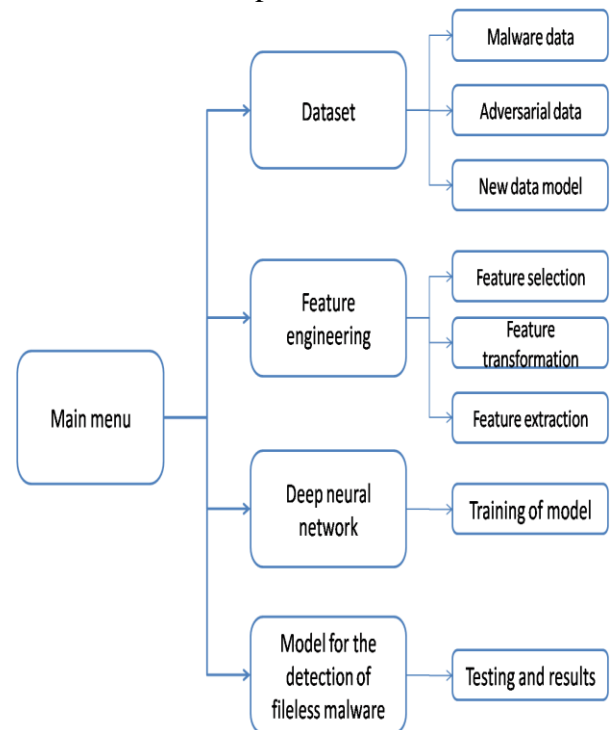 Malware data
Dataset
Adversarial data
New data model
Feature selection
Feature
engineering
Feature
transformation
Feature extraction
Main menu
Deep neural
network
Training of model
Model for the
detection of
fileless malware
Testing and results